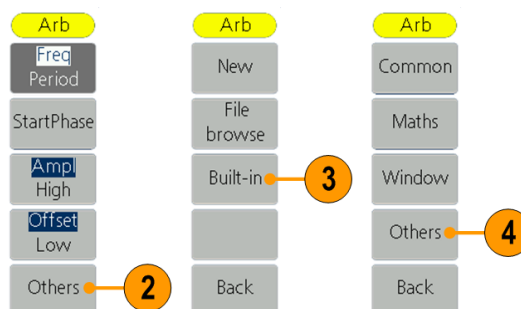 Arb
Freq
Period
StartPhase
Ampl
High
Offset
Low
Others
2
Arb
New
File
browse
Built-in
3
Back
Arb
Common
Maths
Window
Others
4
Back